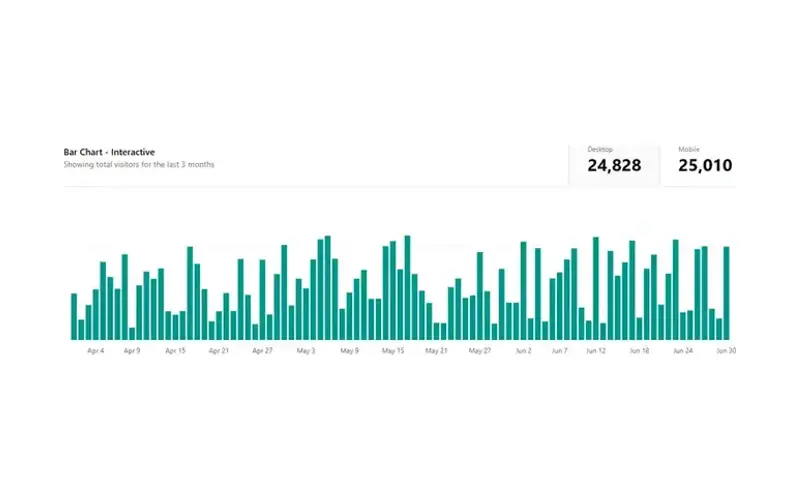 Bar Chart - Interactive
Showing total visitors for the last 3 months
Desktop
24,828
Mobile
25,010
Apr 4 Apr 9 Apr 15 Apr 21 Apr 27 May 3 May 9 May 15 May 21 May 27 Jun 2 Jun 7 Jun 12 Jun 18 Jun 24 Jun 30